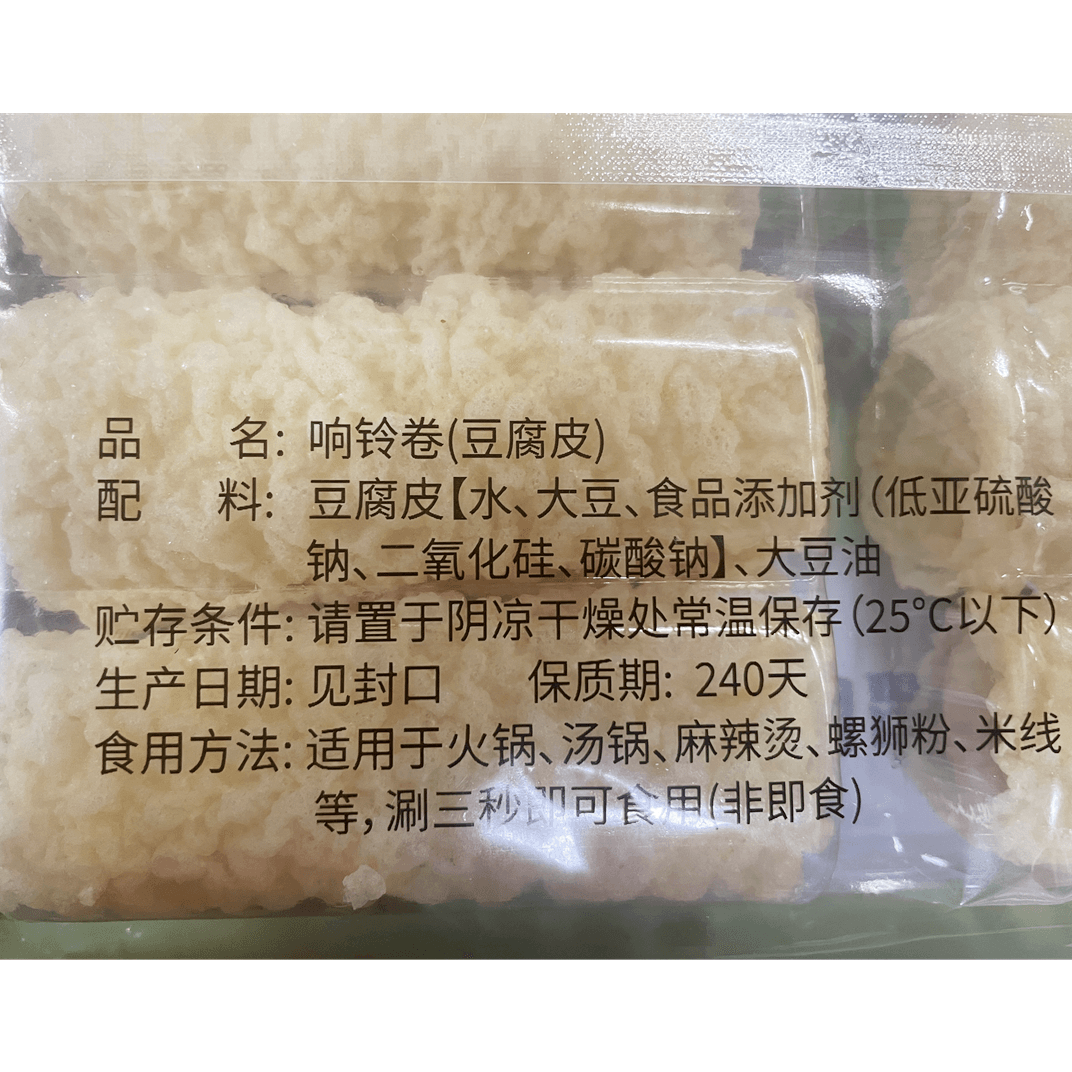 品 名: 响铃卷(豆腐皮)
配 料: 豆腐皮【水、大豆、食品添加剂(低亚硫酸
钠、二氧化硅、碳酸钠】、大豆油
贮存条件: 请置于阴凉干燥处常温保存(25°C以下)
生产日期: 见封口 保质期: 240天
食用方法: 适用于火锅、汤锅、麻辣烫、螺狮粉、米线
等,涮三秒即可食用(非即食)